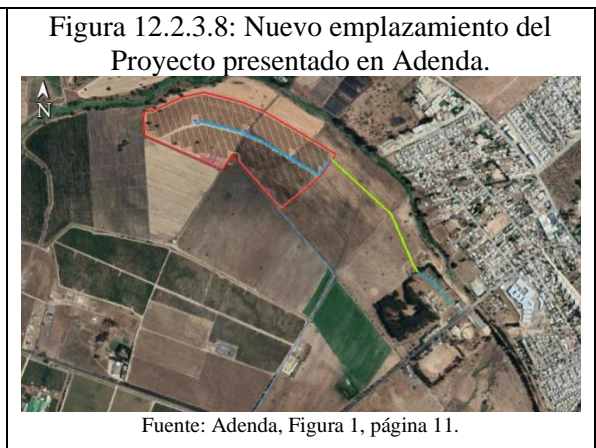 Figura 12.2.3.8: Nuevo emplazamiento del
Proyecto presentado en Adenda.
N
Fuente: Adenda, Figura 1, página 11.